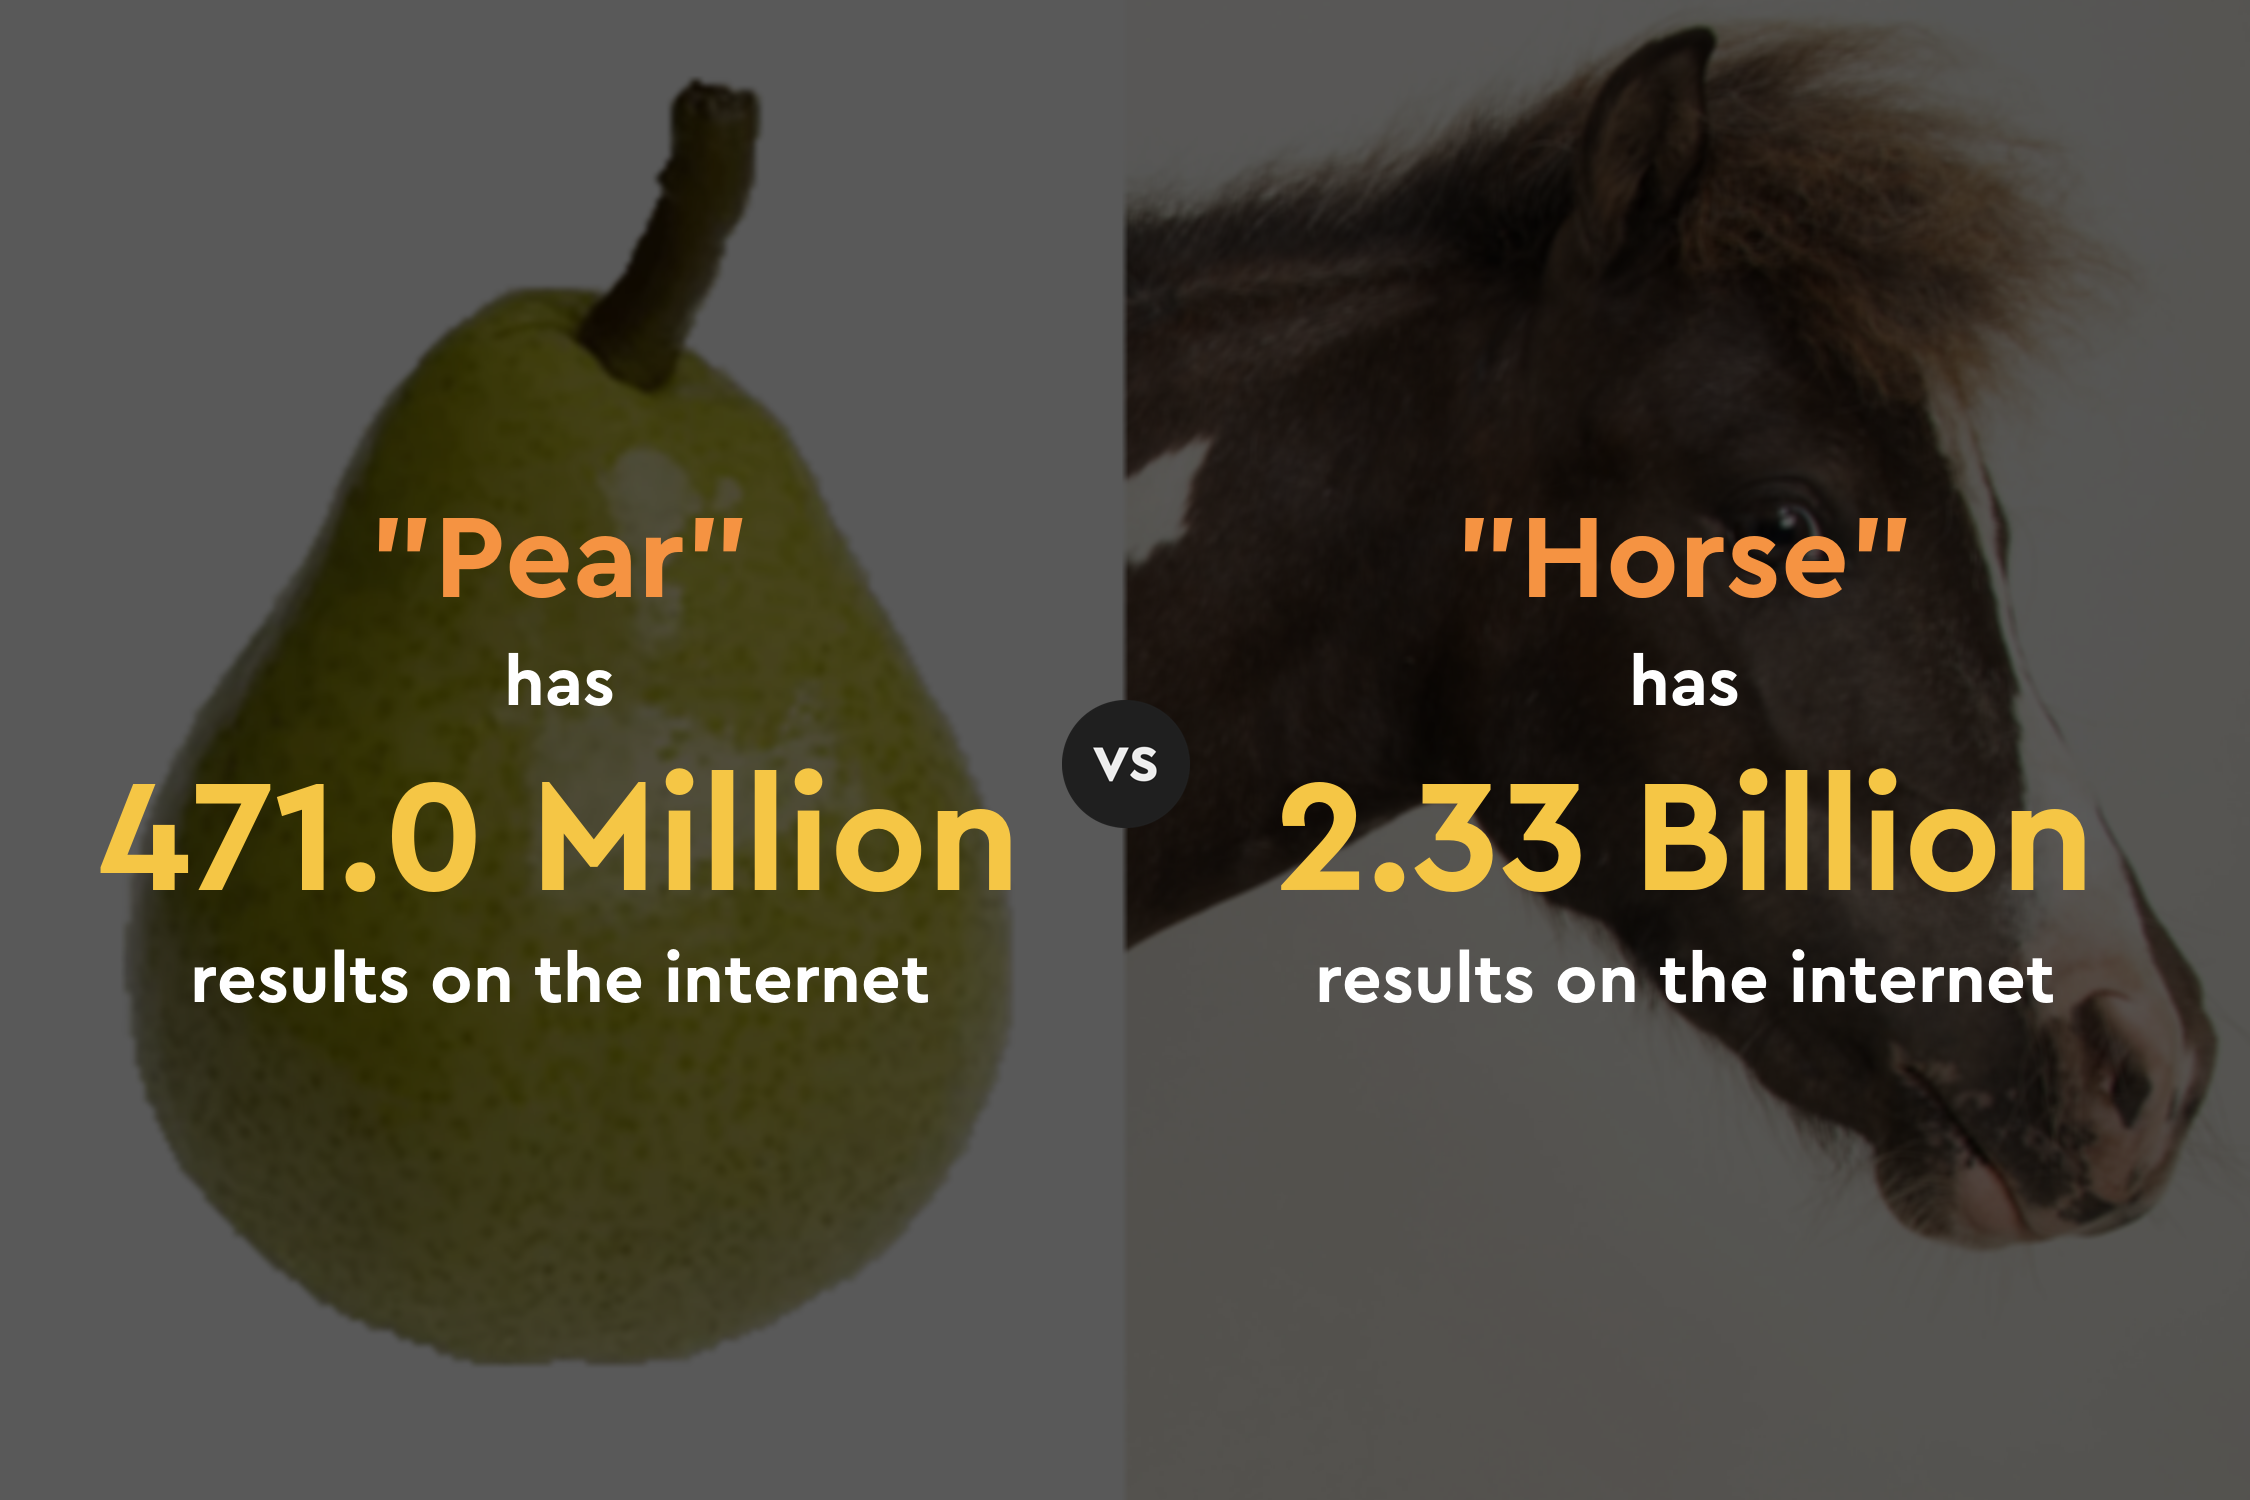 "Pear"
has
471.0 Million
results on the internet
vs
"Horse"
has
2.33 Billion
results on the internet